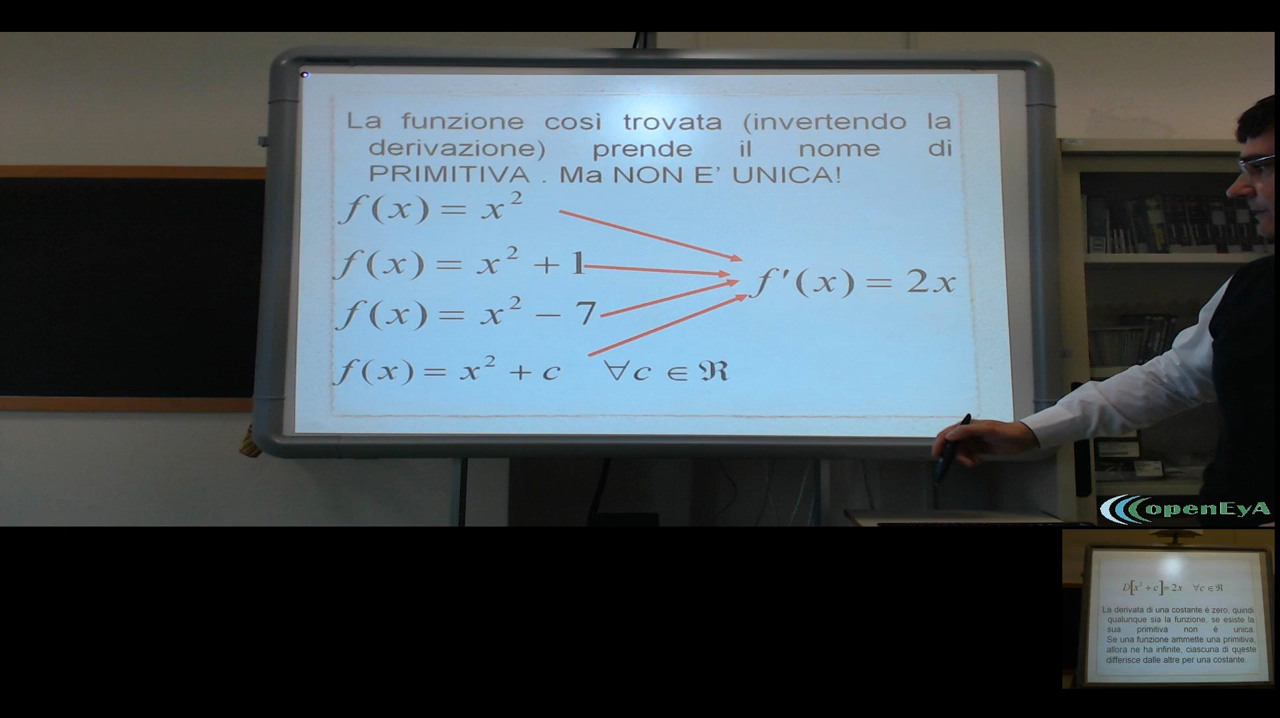 La funzione così trovata (invertendo la
derivazione) prende il nome di
PRIMITIVA . Ma NON E' UNICA!
f(x) = x²
f(x) = x² + 1
f(x) = x² − 7
f(x) = x² + c ∀c ∈ ℜ
f'(x) = 2x
openEyA
D[x² + c] = 2x ∀c ∈ ℜ
La derivata di una costante è zero, quindi
qualunque sia la funzione, se esiste la
sua primitiva non è unica.
Se una funzione ammette una primitiva,
allora ne ha infinite, ciascuna di queste
differisce dalle altre per una costante.